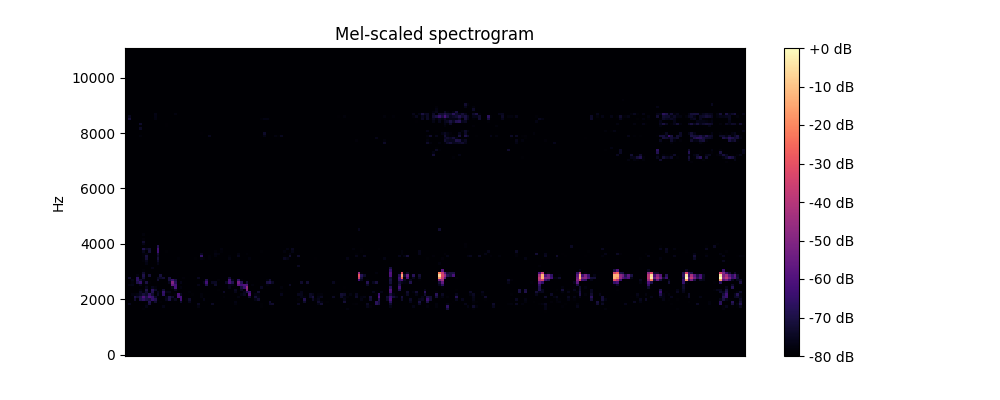 Mel-scaled spectrogram
Hz
10000
8000
6000
4000
2000
0
+0 dB
-10 dB
-20 dB
-30 dB
-40 dB
-50 dB
-60 dB
-70 dB
-80 dB